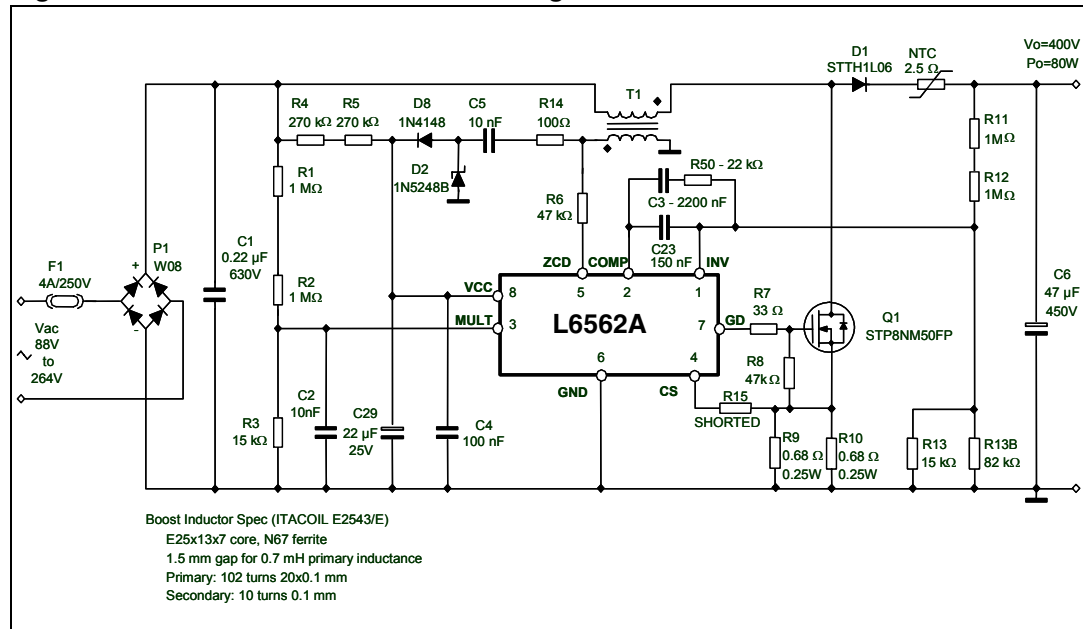 D1
STTH1L06
NTC
2.5 Ω
Vo=400V
Po=80W
R4
270 kΩ
R5
270 kΩ
D8
1N4148
C5
10 nF
R14
100Ω
T1
R11
1MΩ
R12
1MΩ
R1
1 MΩ
D2
1N5248B
R50 - 22 kΩ
C3 - 2200 nF
R6
47 kΩ
C23
150 nF
P1
W08
F1
4A/250V
C1
0.22 µF
630V
R2
1 MΩ
ZCD
COMP
INV
5
2
1
VCC
8
MULT
3
L6562A
7
GD
R7
33 Ω
Q1
STP8NM50FP
C6
47 µF
450V
Vac
88V
to
264V
6
GND
4
CS
R8
47kΩ
R15
SHORTED
R3
15 kΩ
C2
10nF
C29
22 µF
25V
C4
100 nF
R9
0.68 Ω
0.25W
R10
0.68 Ω
0.25W
R13
15 kΩ
R13B
82 kΩ
+
-
Boost Inductor Spec (ITACOIL E2543/E)
E25x13x7 core, N67 ferrite
1.5 mm gap for 0.7 mH primary inductance
Primary: 102 turns 20x0.1 mm
Secondary: 10 turns 0.1 mm